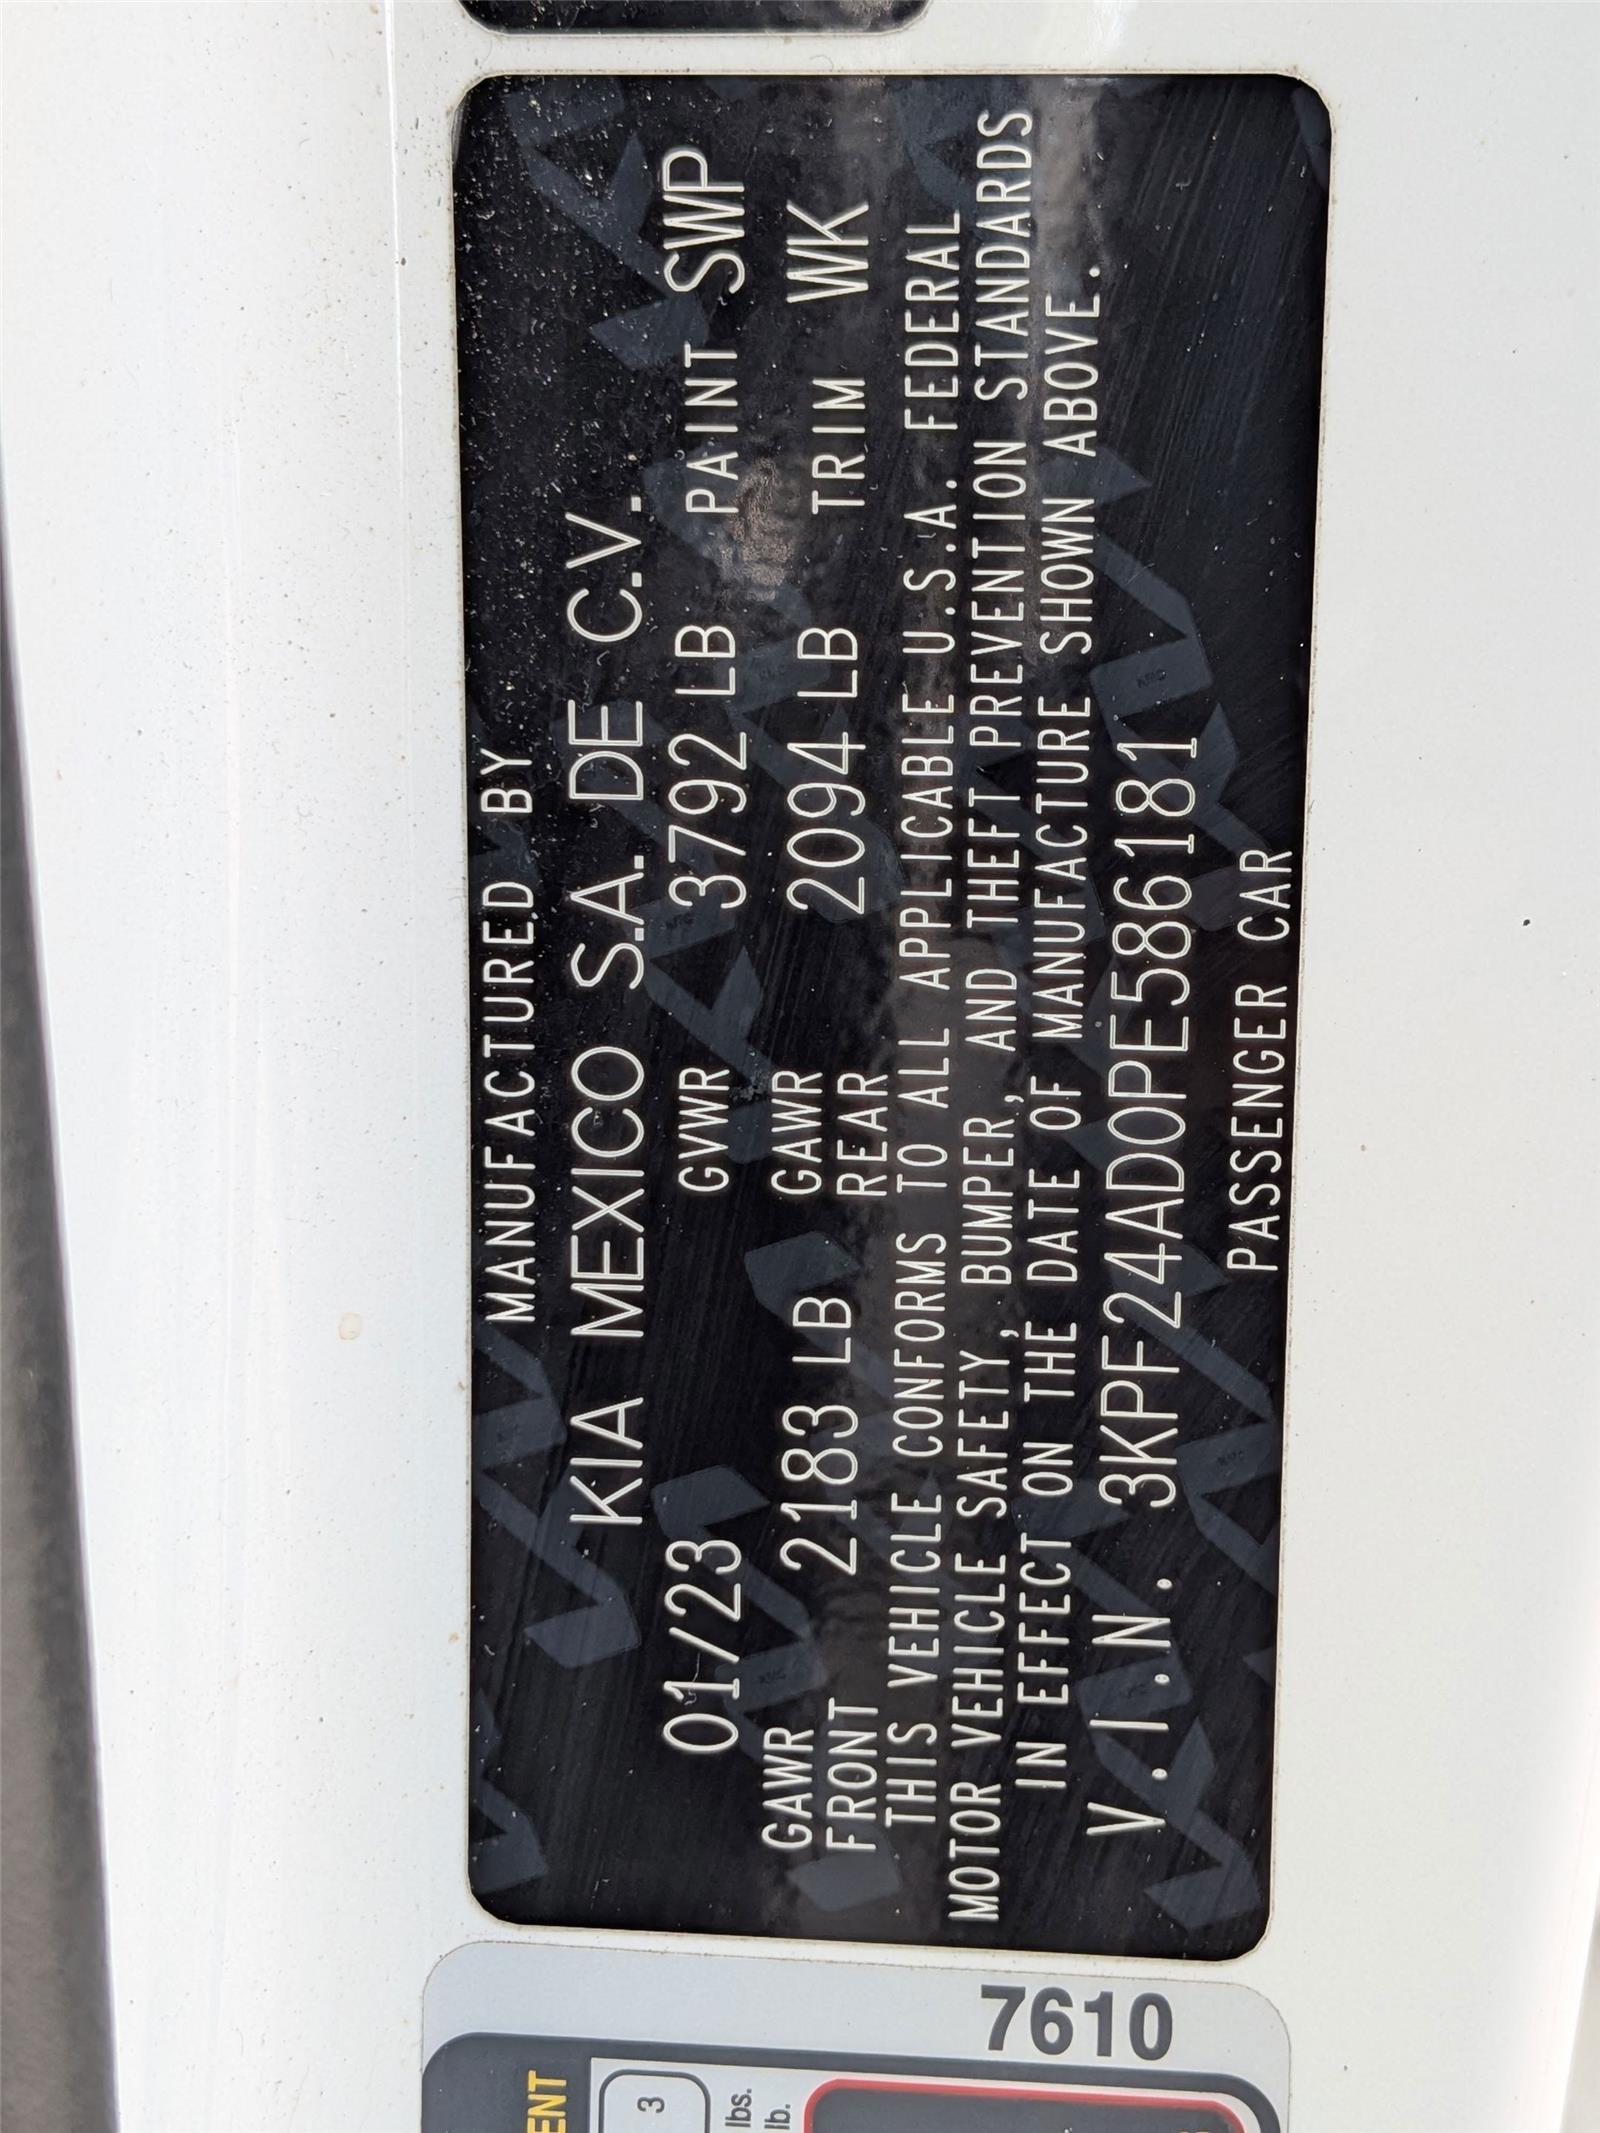 MANUFACTURED BY
KIA MEXICO S.A. DE C.V.
01/23 GVWR 3792 LB PAINT SWP
GAWR FRONT 2183 LB GAWR REAR 2094 LB TRIM WK
THIS VEHICLE CONFORMS TO ALL APPLICABLE U.S.A. FEDERAL
MOTOR VEHICLE SAFETY, BUMPER, AND THEFT PREVENTION STANDARDS
IN EFFECT ON THE DATE OF MANUFACTURE SHOWN ABOVE.
V.I.N. 3KPF24AD0PE586181
PASSENGER CAR
7610
ENT
3
lbs.
lb.